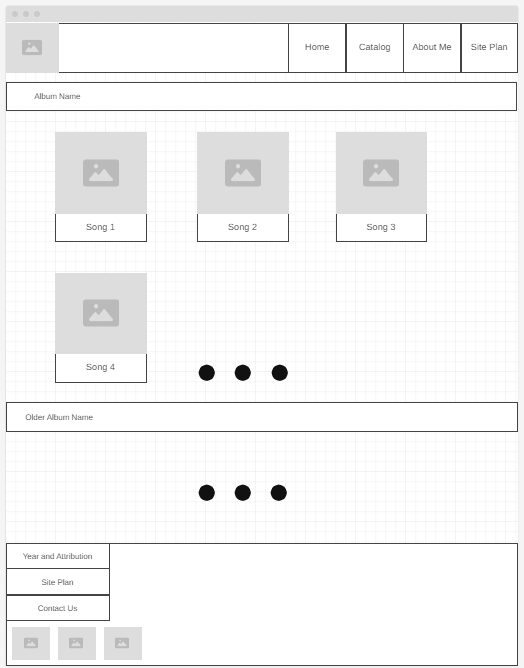 Home
Catalog
About Me
Site Plan
Album Name
Song 1
Song 2
Song 3
Song 4
Older Album Name
Year and Attribution
Site Plan
Contact Us